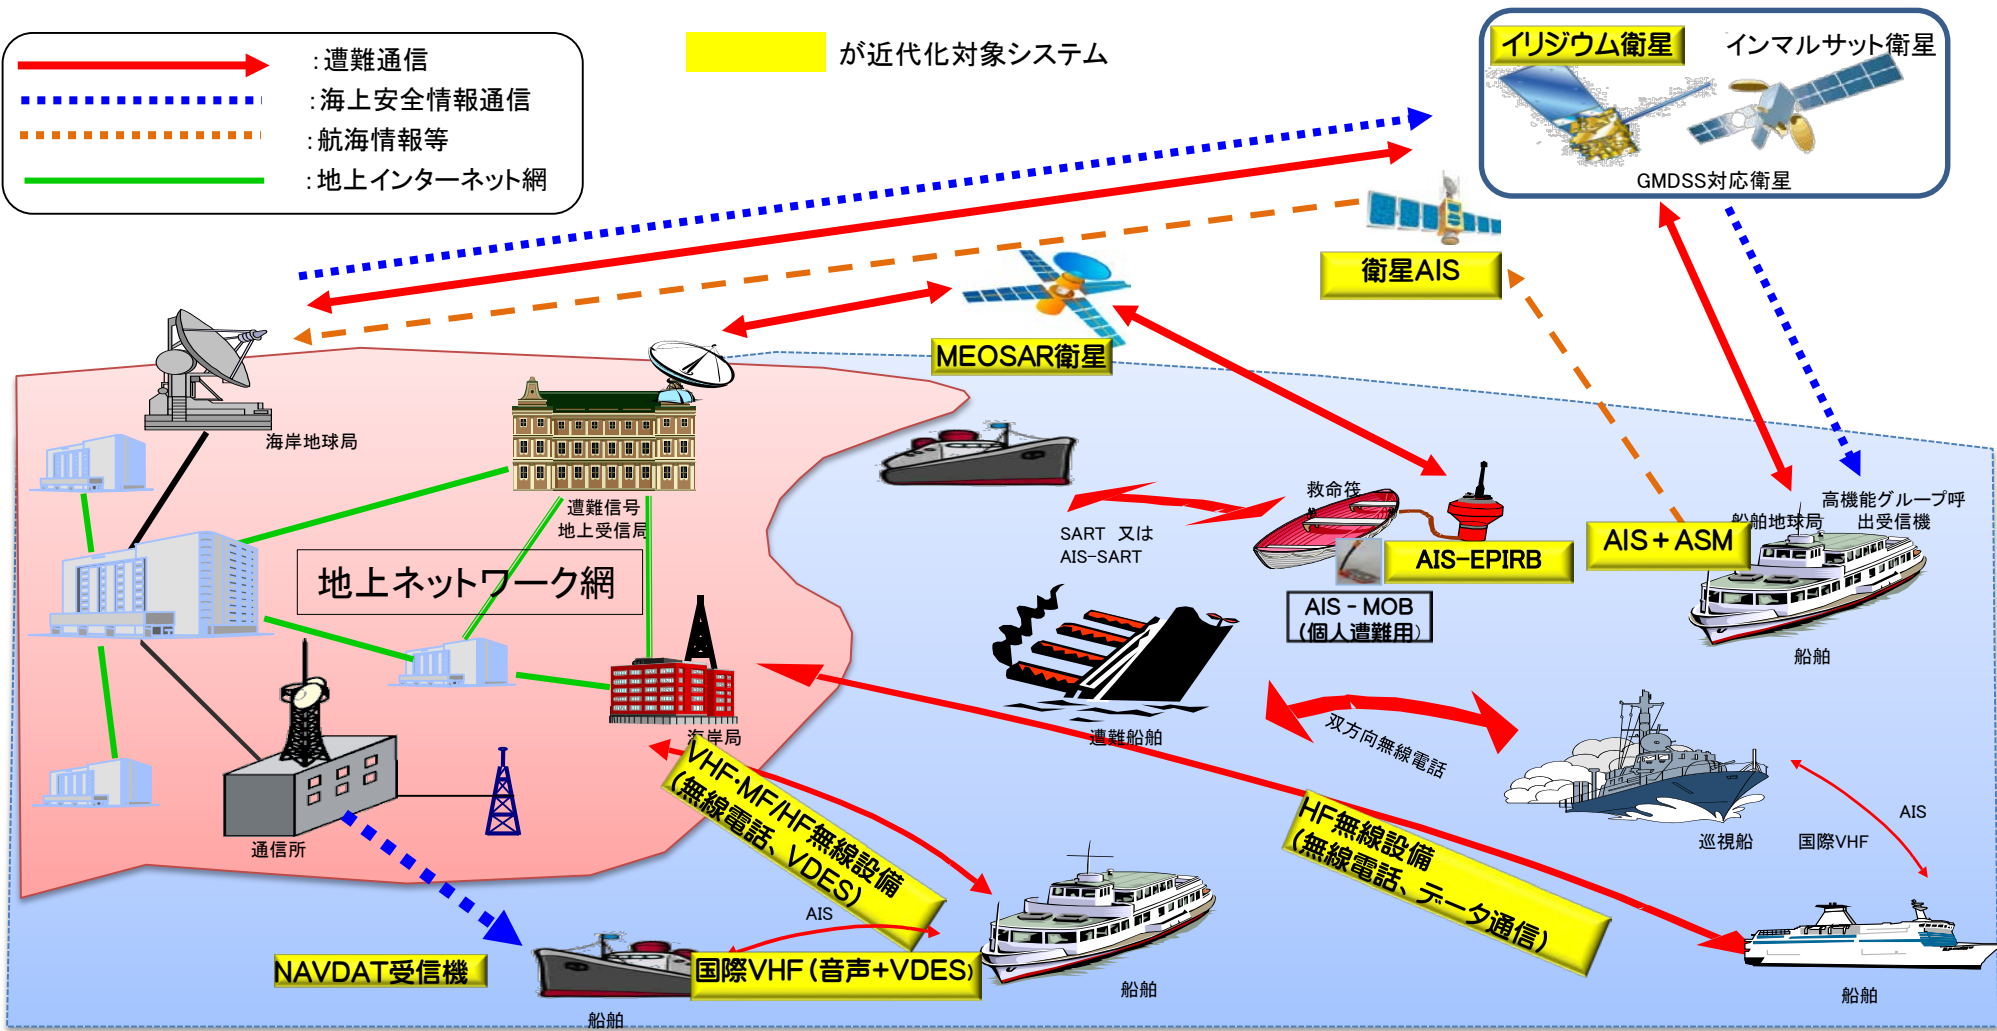 :遭難通信
:海上安全情報通信
:航海情報等
:地上インターネット網
が近代化対象システム
イリジウム衛星
インマルサット衛星
GMDSS対応衛星
衛星AIS
MEOSAR衛星
海岸地球局
遭難信号
地上受信局
地上ネットワーク網
海岸局
通信所
SART 又は
AIS-SART
救命筏
AIS-EPIRB
AIS - MOB
(個人遭難用)
AIS+ASM
船舶地球局
高機能グループ呼
出受信機
船舶
遭難船舶
双方向無線電話
巡視船
国際VHF
AIS
VHF・MF/HF無線設備
(無線電話、VDES)
HF無線設備
(無線電話、データ通信)
AIS
NAVDAT受信機
国際VHF(音声+VDES)
船舶
船舶
船舶